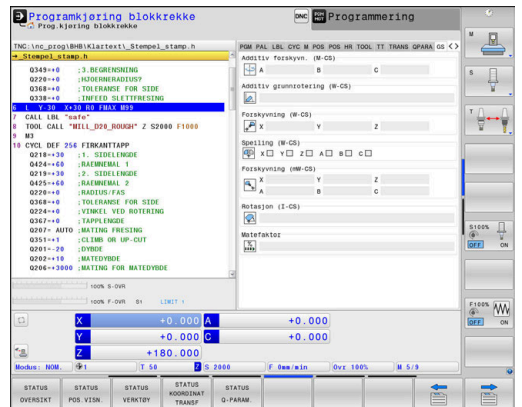 Programkjøring blokkrekke
Prog.kjøring blokkrekke
DNC
Programmering
TNC:\nc_prog\BHB\Klartext\_Stempel_stamp.h
→_Stempel_stamp.h
Q349=+0 ;3.BEGRENSNING
Q220=+0 ;HJORNERADIUS?
Q368=+0 ;TOLERANSE FOR SIDE
Q338=+0 ;INFEED SLETTFRESING
6 L Y-30 X+30 R0 FMAX M99
7 CALL LBL "safe"
8 TOOL CALL "MILL_D20_ROUGH" Z S2000 F1000
9 M3
10 CYCL DEF 256 FIRKANTTAPP
Q218=+30 ;1. SIDELENGDE
Q424=+60 ;RAEMNEMAL 1
Q219=+30 ;2. SIDELENGDE
Q425=+60 ;RAEMNEMAL 2
Q220=+0 ;RADIUS/FAS
Q368=+0 ;TOLERANSE FOR SIDE
Q224=+0 ;VINKEL VED ROTERING
Q367=+0 ;TAPPLENGDE
Q207= AUTO ;MATING FRESING
Q351=+1 ;CLIMB OR UP-CUT
Q201=-20 ;DYBDE
Q202=+10 ;MATEDYBDE
Q206=+3000 ;MATING FOR MATEDYBDE
100% S-OVR
100% F-OVR S1 LIMIT 1
PGM PAL LBL CYC M POS POS HR TOOL TT TRANS QPARA GS
Additiv forskyvn. (M-CS)
A B C
Additiv grunnrotering (W-CS)
Forskyvning (W-CS)
X Y Z
Speiling (W-CS)
X Y Z A B C
Forskyvning (mW-CS)
X Y Z
A B C
Rotasjon (I-CS)
Matefaktor
X +0.000 A +0.000
Y +0.000 C +0.000
Z +180.000
Modus: NOM. 1 T 50 Z S 2000 F 0mm/min Ovr 100% M 5/9
STATUS OVERSIKT
STATUS POS.VISN.
STATUS VERKTØY
STATUS KOORDINAT TRANSF
STATUS Q-PARAM.
M
S
T
S100%
OFF ON
F100%
OFF ON